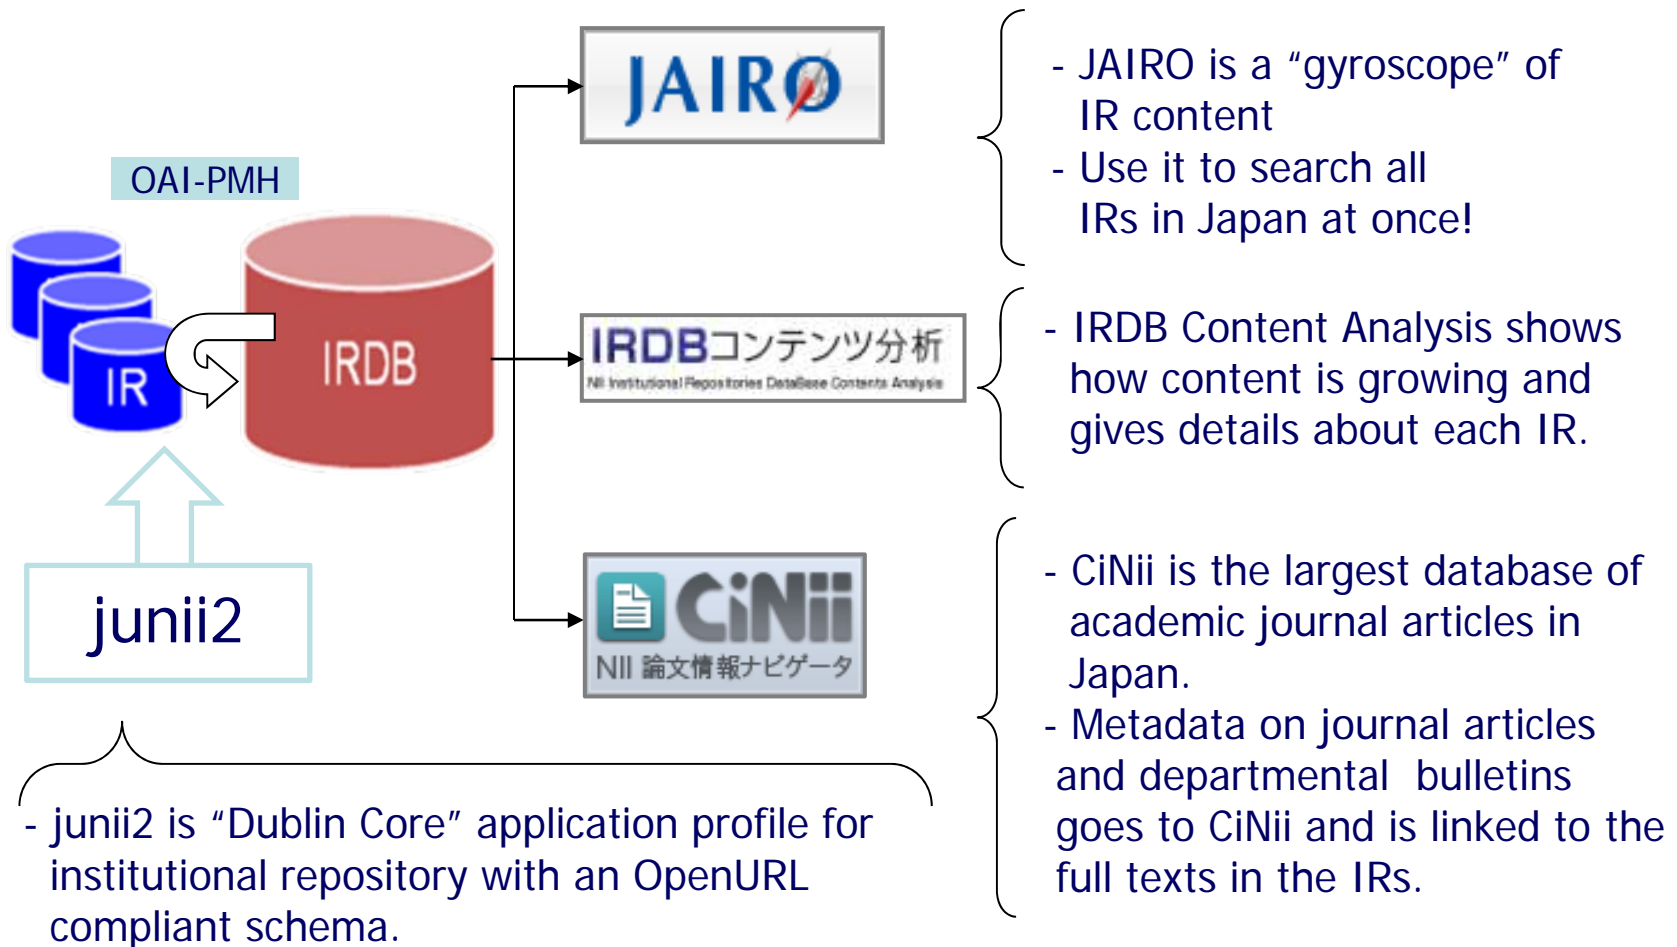 JAIRO
- JAIRO is a “gyroscope” of
IR content
- Use it to search all
IRs in Japan at once!
OAI-PMH
IR
IRDB
IRDBコンテンツ分析
NII Institutional Repositories DataBase Contents Analysis
- IRDB Content Analysis shows
how content is growing and
gives details about each IR.
junii2
CiNii
NII 論文情報ナビゲータ
- CiNii is the largest database of
academic journal articles in
Japan.
- Metadata on journal articles
and departmental bulletins
goes to CiNii and is linked to the
full texts in the IRs.
- junii2 is “Dublin Core” application profile for
institutional repository with an OpenURL
compliant schema.